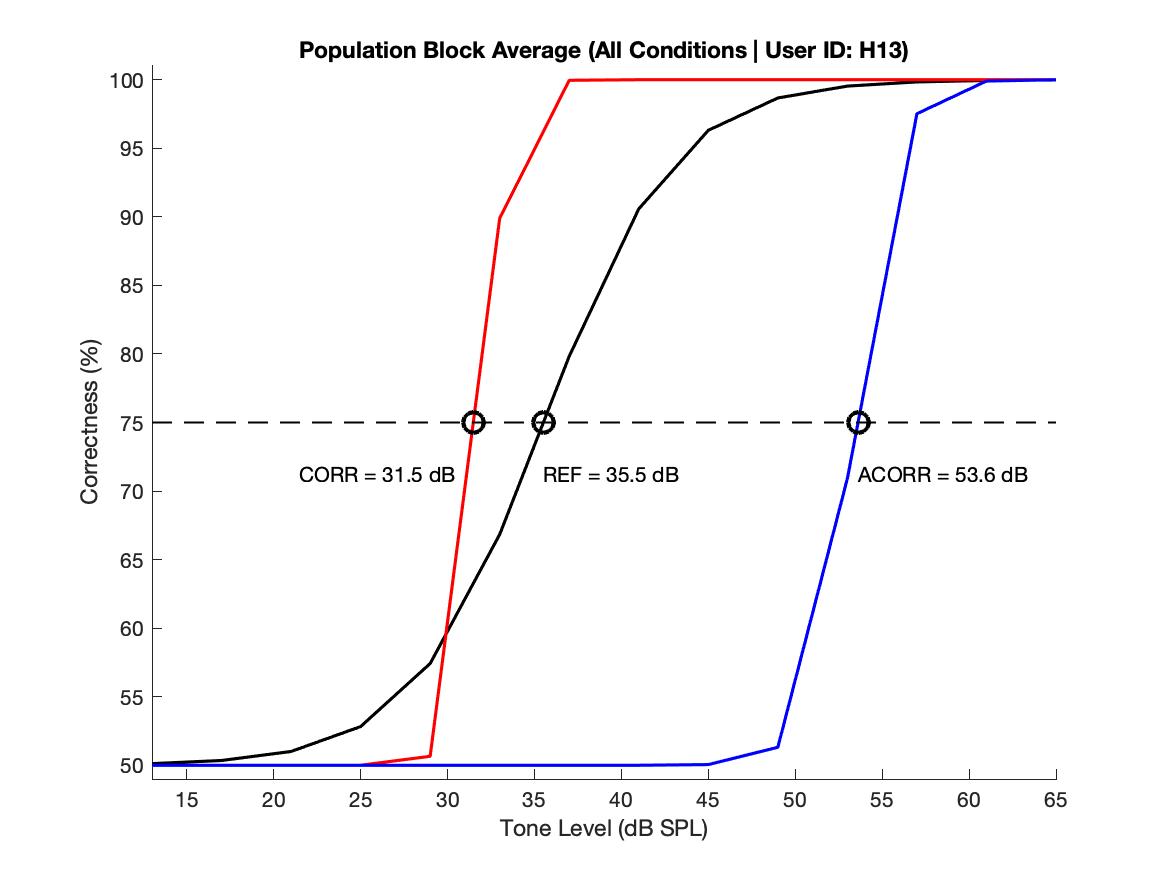 Population Block Average (All Conditions | User ID: H13)
100
95
90
85
80
75
70
65
60
55
50
Correctness (%)
CORR = 31.5 dB
REF = 35.5 dB
ACORR = 53.6 dB
15 20 25 30 35 40 45 50 55 60 65
Tone Level (dB SPL)